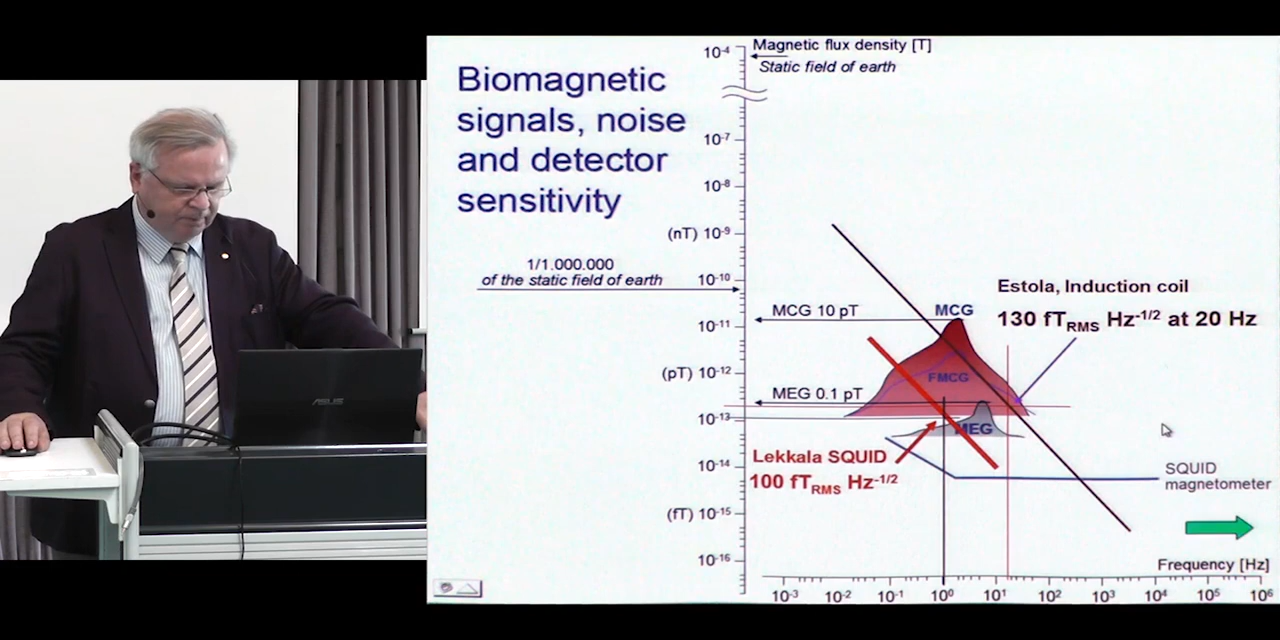 Biomagnetic
signals, noise
and detector
sensitivity
1/1.000.000
of the static field of earth
Magnetic flux density [T]
Static field of earth
10⁻⁴
10⁻⁷
10⁻⁸
(nT) 10⁻⁹
10⁻¹⁰
10⁻¹¹
(pT) 10⁻¹²
10⁻¹³
10⁻¹⁴
(fT) 10⁻¹⁵
10⁻¹⁶
MCG 10 pT
MCG
FMCG
MEG 0.1 pT
MEG
Estola, Induction coil
130 fTRMS Hz⁻¹/² at 20 Hz
Lekkala SQUID
100 fTRMS Hz⁻¹/²
SQUID
magnetometer
Frequency [Hz]
10⁻³ 10⁻² 10⁻¹ 10⁰ 10¹ 10² 10³ 10⁴ 10⁵ 10⁶
ASUS